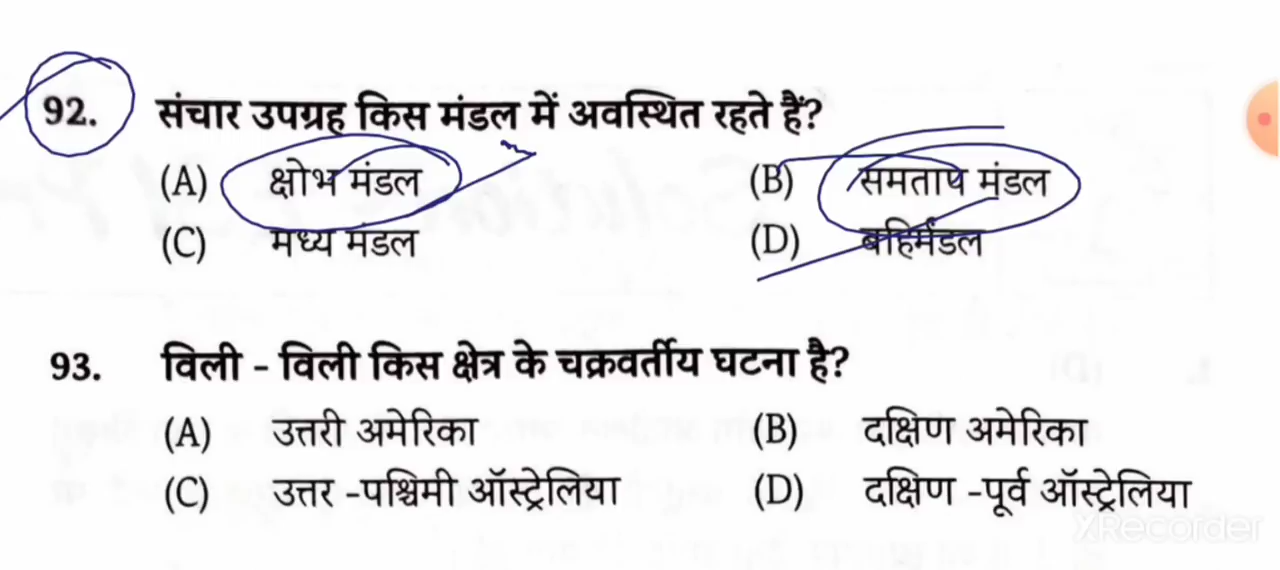 92. संचार उपग्रह किस मंडल में अवस्थित रहते हैं?
(A) क्षोभ मंडल (B) समताप मंडल
(C) मध्य मंडल (D) बहिर्मंडल
93. विली - विली किस क्षेत्र के चक्रवर्तीय घटना है?
(A) उत्तरी अमेरिका (B) दक्षिण अमेरिका
(C) उत्तर -पश्चिमी ऑस्ट्रेलिया (D) दक्षिण -पूर्व ऑस्ट्रेलिया
XRecorder